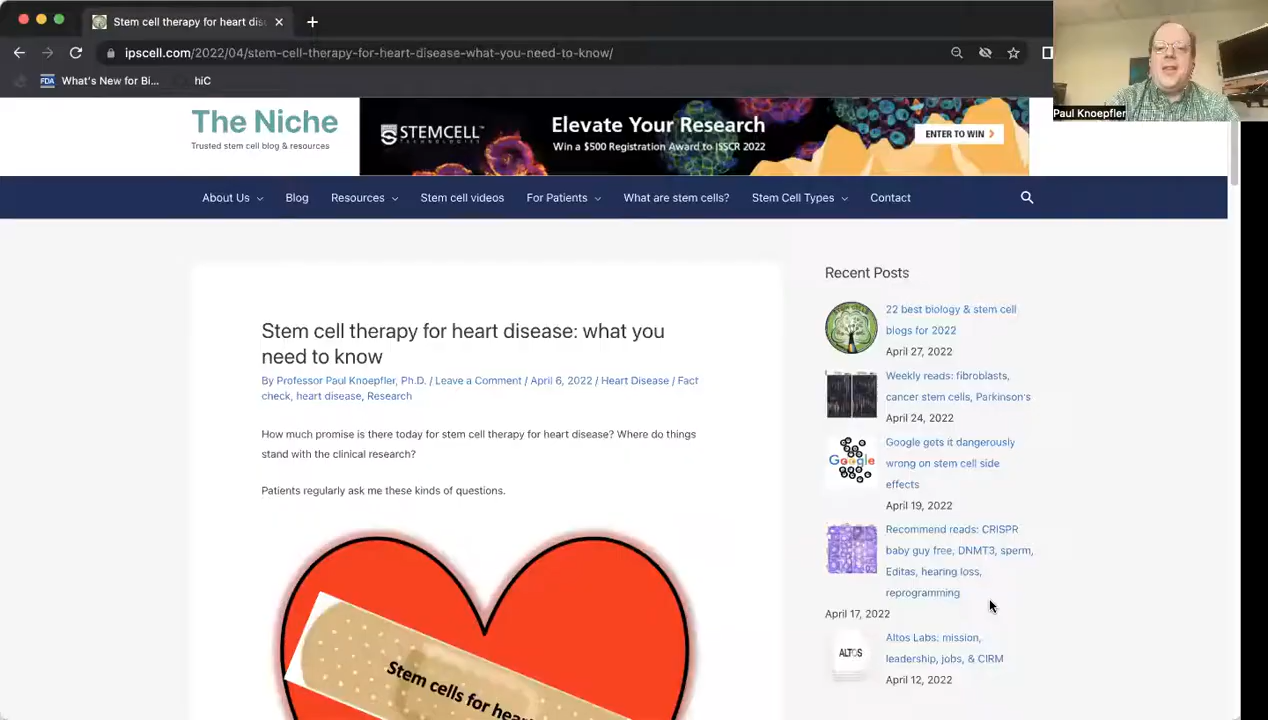 Stem cell therapy for heart dis
ipscell.com/2022/04/stem-cell-therapy-for-heart-disease-what-you-need-to-know/
FDA What's New for Bi...
hiC
Paul Knoepfler
The Niche
Trusted stem cell blog & resources
STEMCELL TECHNOLOGIES
Elevate Your Research
Win a $500 Registration Award to ISSCR 2022
ENTER TO WIN
About Us
Blog
Resources
Stem cell videos
For Patients
What are stem cells?
Stem Cell Types
Contact
Stem cell therapy for heart disease: what you
need to know
By Professor Paul Knoepfler, Ph.D. / Leave a Comment / April 6, 2022 / Heart Disease / Fact
check, heart disease, Research
How much promise is there today for stem cell therapy for heart disease? Where do things
stand with the clinical research?
Patients regularly ask me these kinds of questions.
Stem cells for hear
Recent Posts
22 best biology & stem cell
blogs for 2022
April 27, 2022
Weekly reads: fibroblasts,
cancer stem cells, Parkinson's
April 24, 2022
Google
Google gets it dangerously
wrong on stem cell side
effects
April 19, 2022
Recommend reads: CRISPR
baby guy free, DNMT3, sperm,
Editas, hearing loss,
reprogramming
April 17, 2022
ALTOS
Altos Labs: mission,
leadership, jobs, & CIRM
April 12, 2022